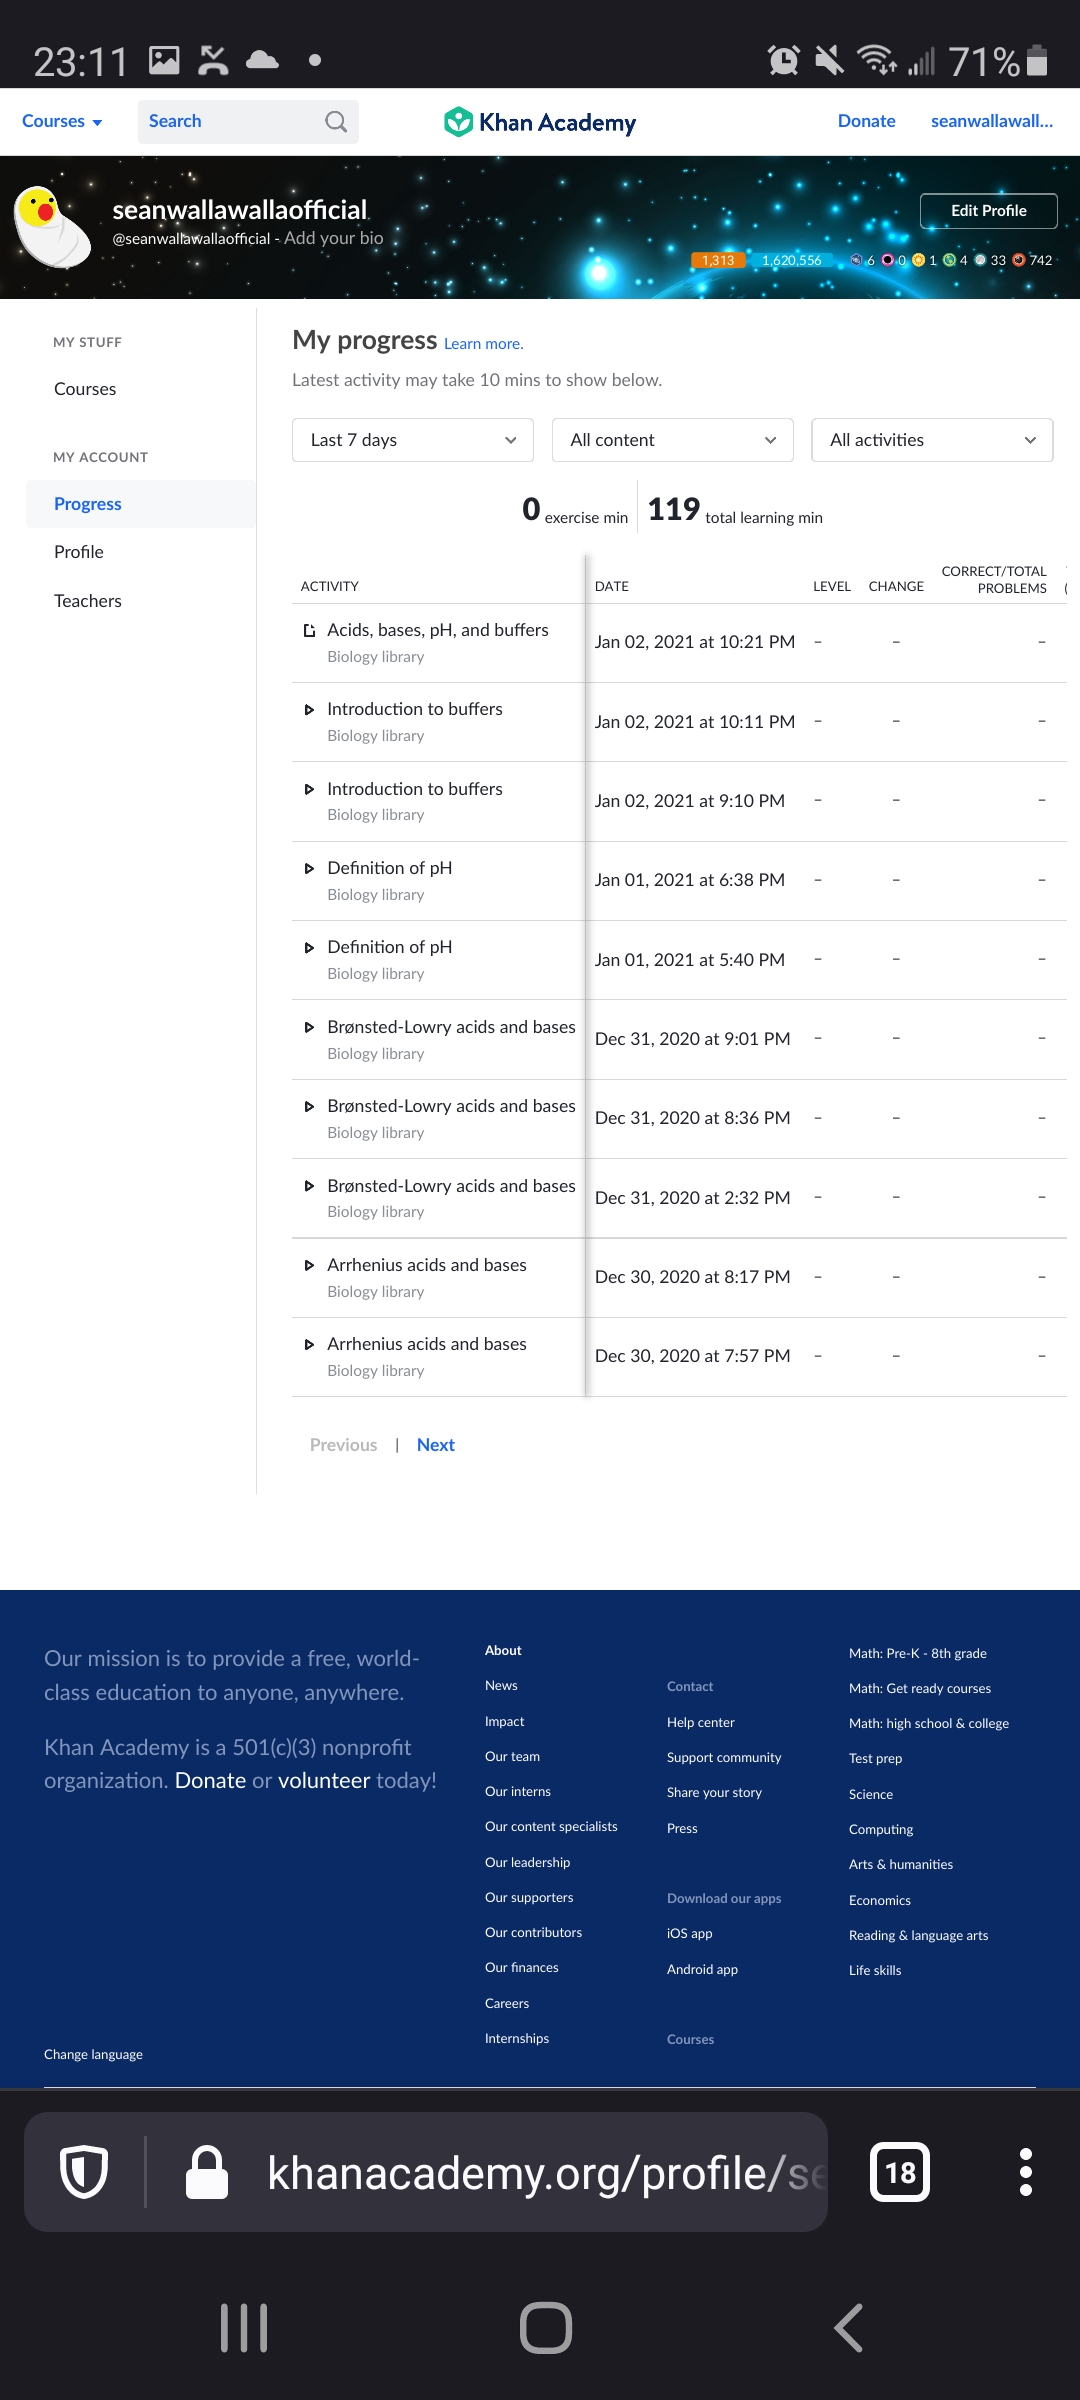 23:11
71%
Courses
Search
Khan Academy
Donate
seanwallawall...
seanwallawallaofficial
@seanwallawallaofficial - Add your bio
Edit Profile
1,313 1,620,556 6 0 1 4 33 742
MY STUFF
Courses
MY ACCOUNT
Progress
Profile
Teachers
My progress Learn more.
Latest activity may take 10 mins to show below.
Last 7 days
All content
All activities
0 exercise min
119 total learning min
ACTIVITY DATE LEVEL CHANGE CORRECT/TOTAL
PROBLEMS
Acids, bases, pH, and buffers
Biology library
Jan 02, 2021 at 10:21 PM – – –
Introduction to buffers
Biology library
Jan 02, 2021 at 10:11 PM – – –
Introduction to buffers
Biology library
Jan 02, 2021 at 9:10 PM – – –
Definition of pH
Biology library
Jan 01, 2021 at 6:38 PM – – –
Definition of pH
Biology library
Jan 01, 2021 at 5:40 PM – – –
Brønsted-Lowry acids and bases
Biology library
Dec 31, 2020 at 9:01 PM – – –
Brønsted-Lowry acids and bases
Biology library
Dec 31, 2020 at 8:36 PM – – –
Brønsted-Lowry acids and bases
Biology library
Dec 31, 2020 at 2:32 PM – – –
Arrhenius acids and bases
Biology library
Dec 30, 2020 at 8:17 PM – – –
Arrhenius acids and bases
Biology library
Dec 30, 2020 at 7:57 PM – – –
Previous | Next
Our mission is to provide a free, world-
class education to anyone, anywhere.
Khan Academy is a 501(c)(3) nonprofit
organization. Donate or volunteer today!
About
News
Impact
Our team
Our interns
Our content specialists
Our leadership
Our supporters
Our contributors
Our finances
Careers
Internships
Contact
Help center
Support community
Share your story
Press
Download our apps
iOS app
Android app
Courses
Math: Pre-K - 8th grade
Math: Get ready courses
Math: high school & college
Test prep
Science
Computing
Arts & humanities
Economics
Reading & language arts
Life skills
Change language
khanacademy.org/profile/se
18